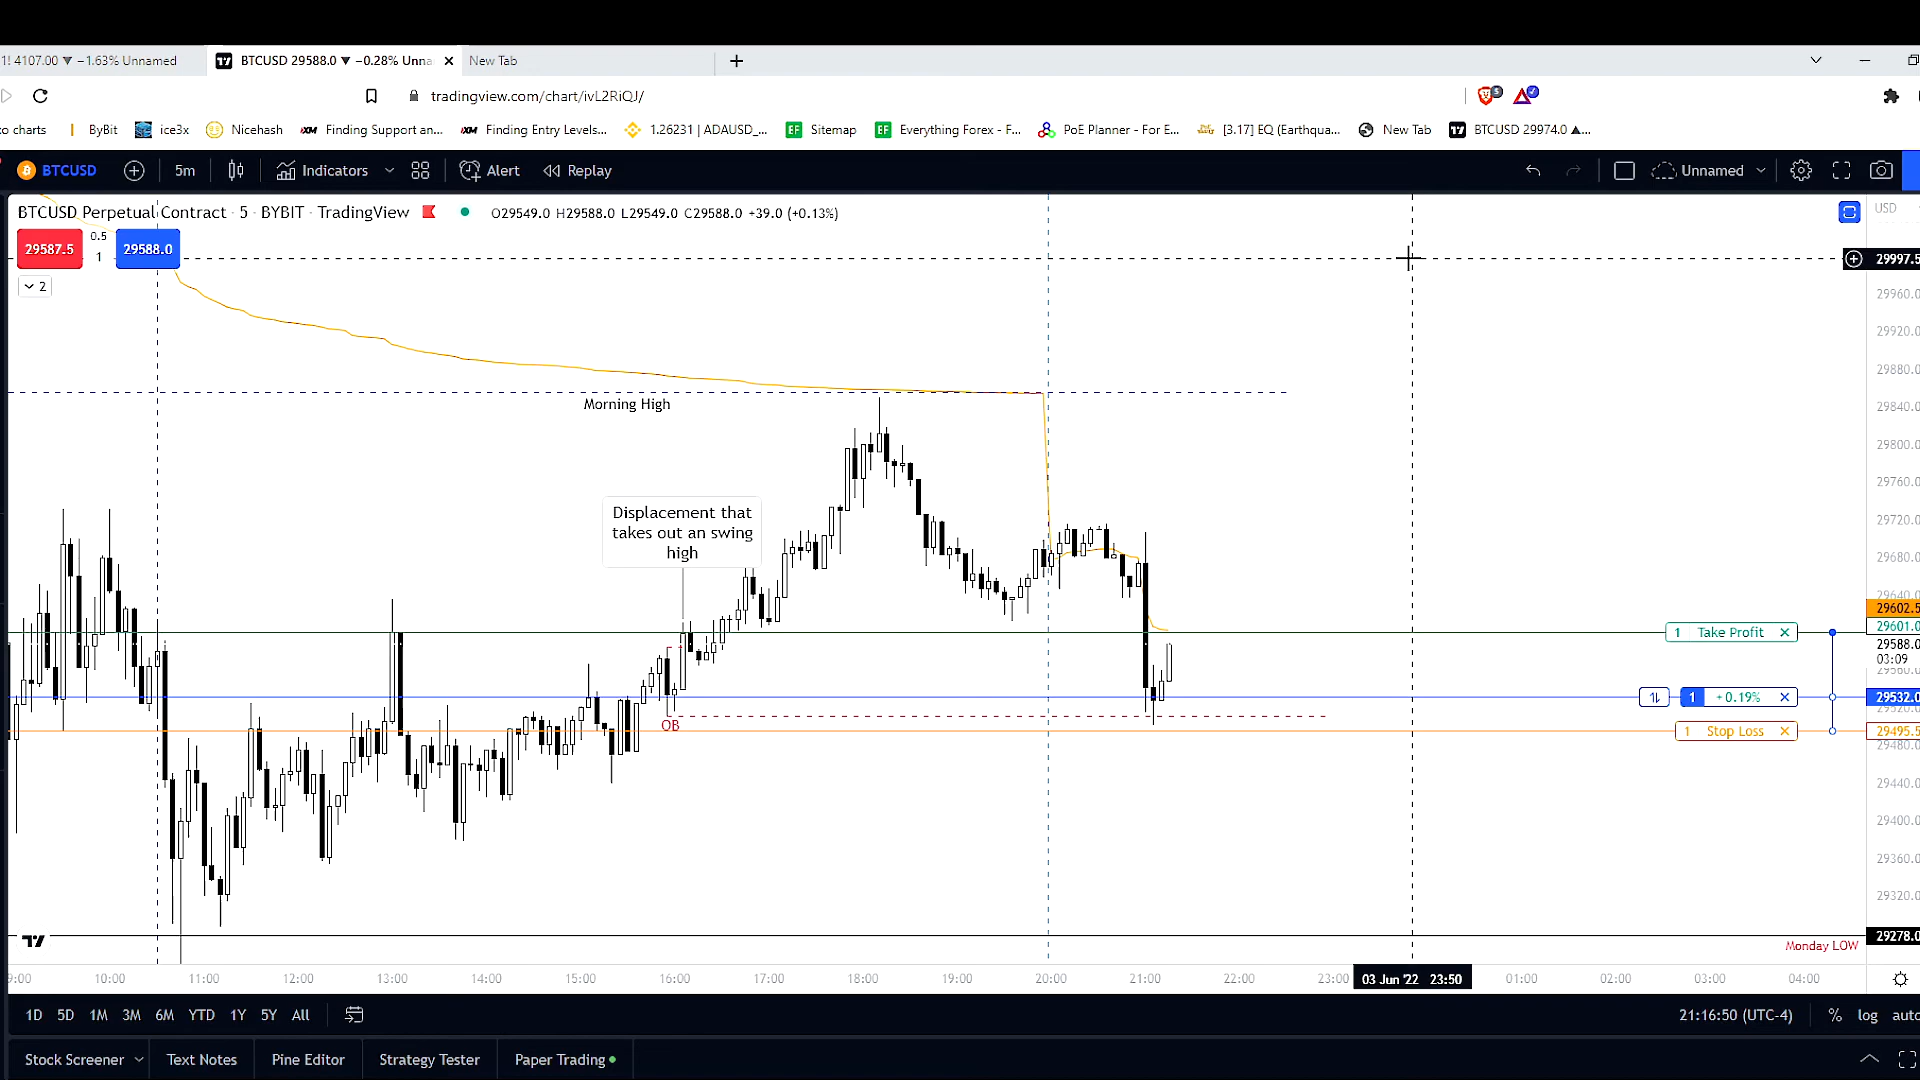 1! 4107.00 ▼ −1.63% Unnamed
BTCUSD 29588.0 ▼ −0.28% Unna
New Tab
tradingview.com/chart/ivL2RiQJ/
o charts
ByBit
ice3x
Nicehash
Finding Support an...
Finding Entry Levels...
1.26231 | ADAUSD_...
Sitemap
Everything Forex - F...
PoE Planner - For E...
[3.17] EQ (Earthqua...
New Tab
BTCUSD 29974.0 ▲...
BTCUSD
5m
Indicators
Alert
Replay
Unnamed
BTCUSD Perpetual Contract · 5 · BYBIT · TradingView
O29549.0 H29588.0 L29549.0 C29588.0 +39.0 (+0.13%)
USD
29587.5
0.5
1
29588.0
2
29997.5
29960.0
29920.0
29880.0
29840.0
29800.0
29760.0
29720.0
29680.0
29640.0
Morning High
Displacement that
takes out an swing
high
OB
29602.5
29601.0
29588.0
03:09
1 Take Profit
1 +0.19%
29532.0
1 Stop Loss
29495.5
29480.0
29440.0
29400.0
29360.0
29320.0
29278.0
Monday LOW
9:00 10:00 11:00 12:00 13:00 14:00 15:00 16:00 17:00 18:00 19:00 20:00 21:00 22:00 23:00 03 Jun '22 23:50 01:00 02:00 03:00 04:00
1D 5D 1M 3M 6M YTD 1Y 5Y All
21:16:50 (UTC-4)
% log auto
Stock Screener
Text Notes
Pine Editor
Strategy Tester
Paper Trading